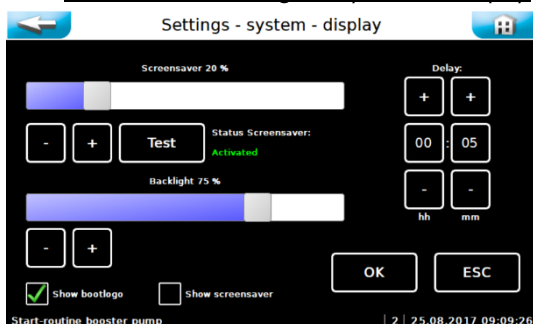 Settings - system - display
Screensaver 20 %
Delay:
+ +
- + Test
Status Screensaver:
Activated
00 : 05
Backlight 75 %
- -
hh mm
- +
OK ESC
Show bootlogo Show screensaver
Start-routine booster pump | 2 | 25.08.2017 09:09:26